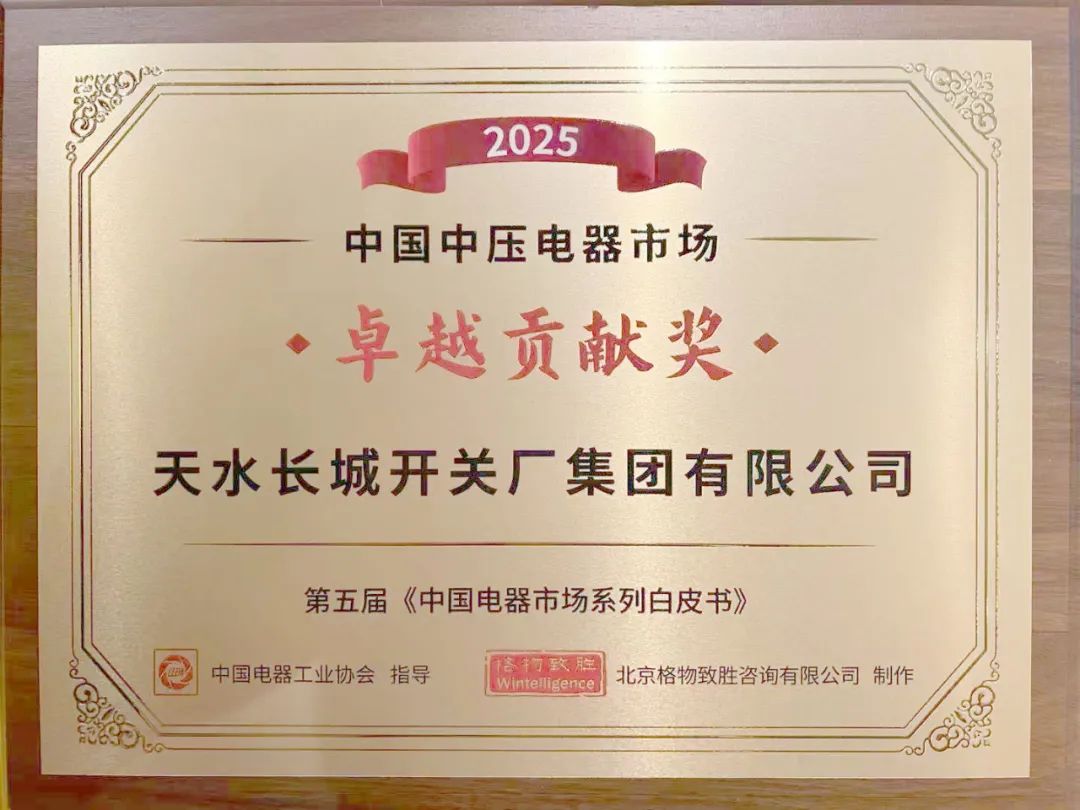 2025
中国中压电器市场
卓越贡献奖
天水长城开关厂集团有限公司
第五届《中国电器市场系列白皮书》
中国电器工业协会 指导
格物致胜
Wintelligence
北京格物致胜咨询有限公司 制作